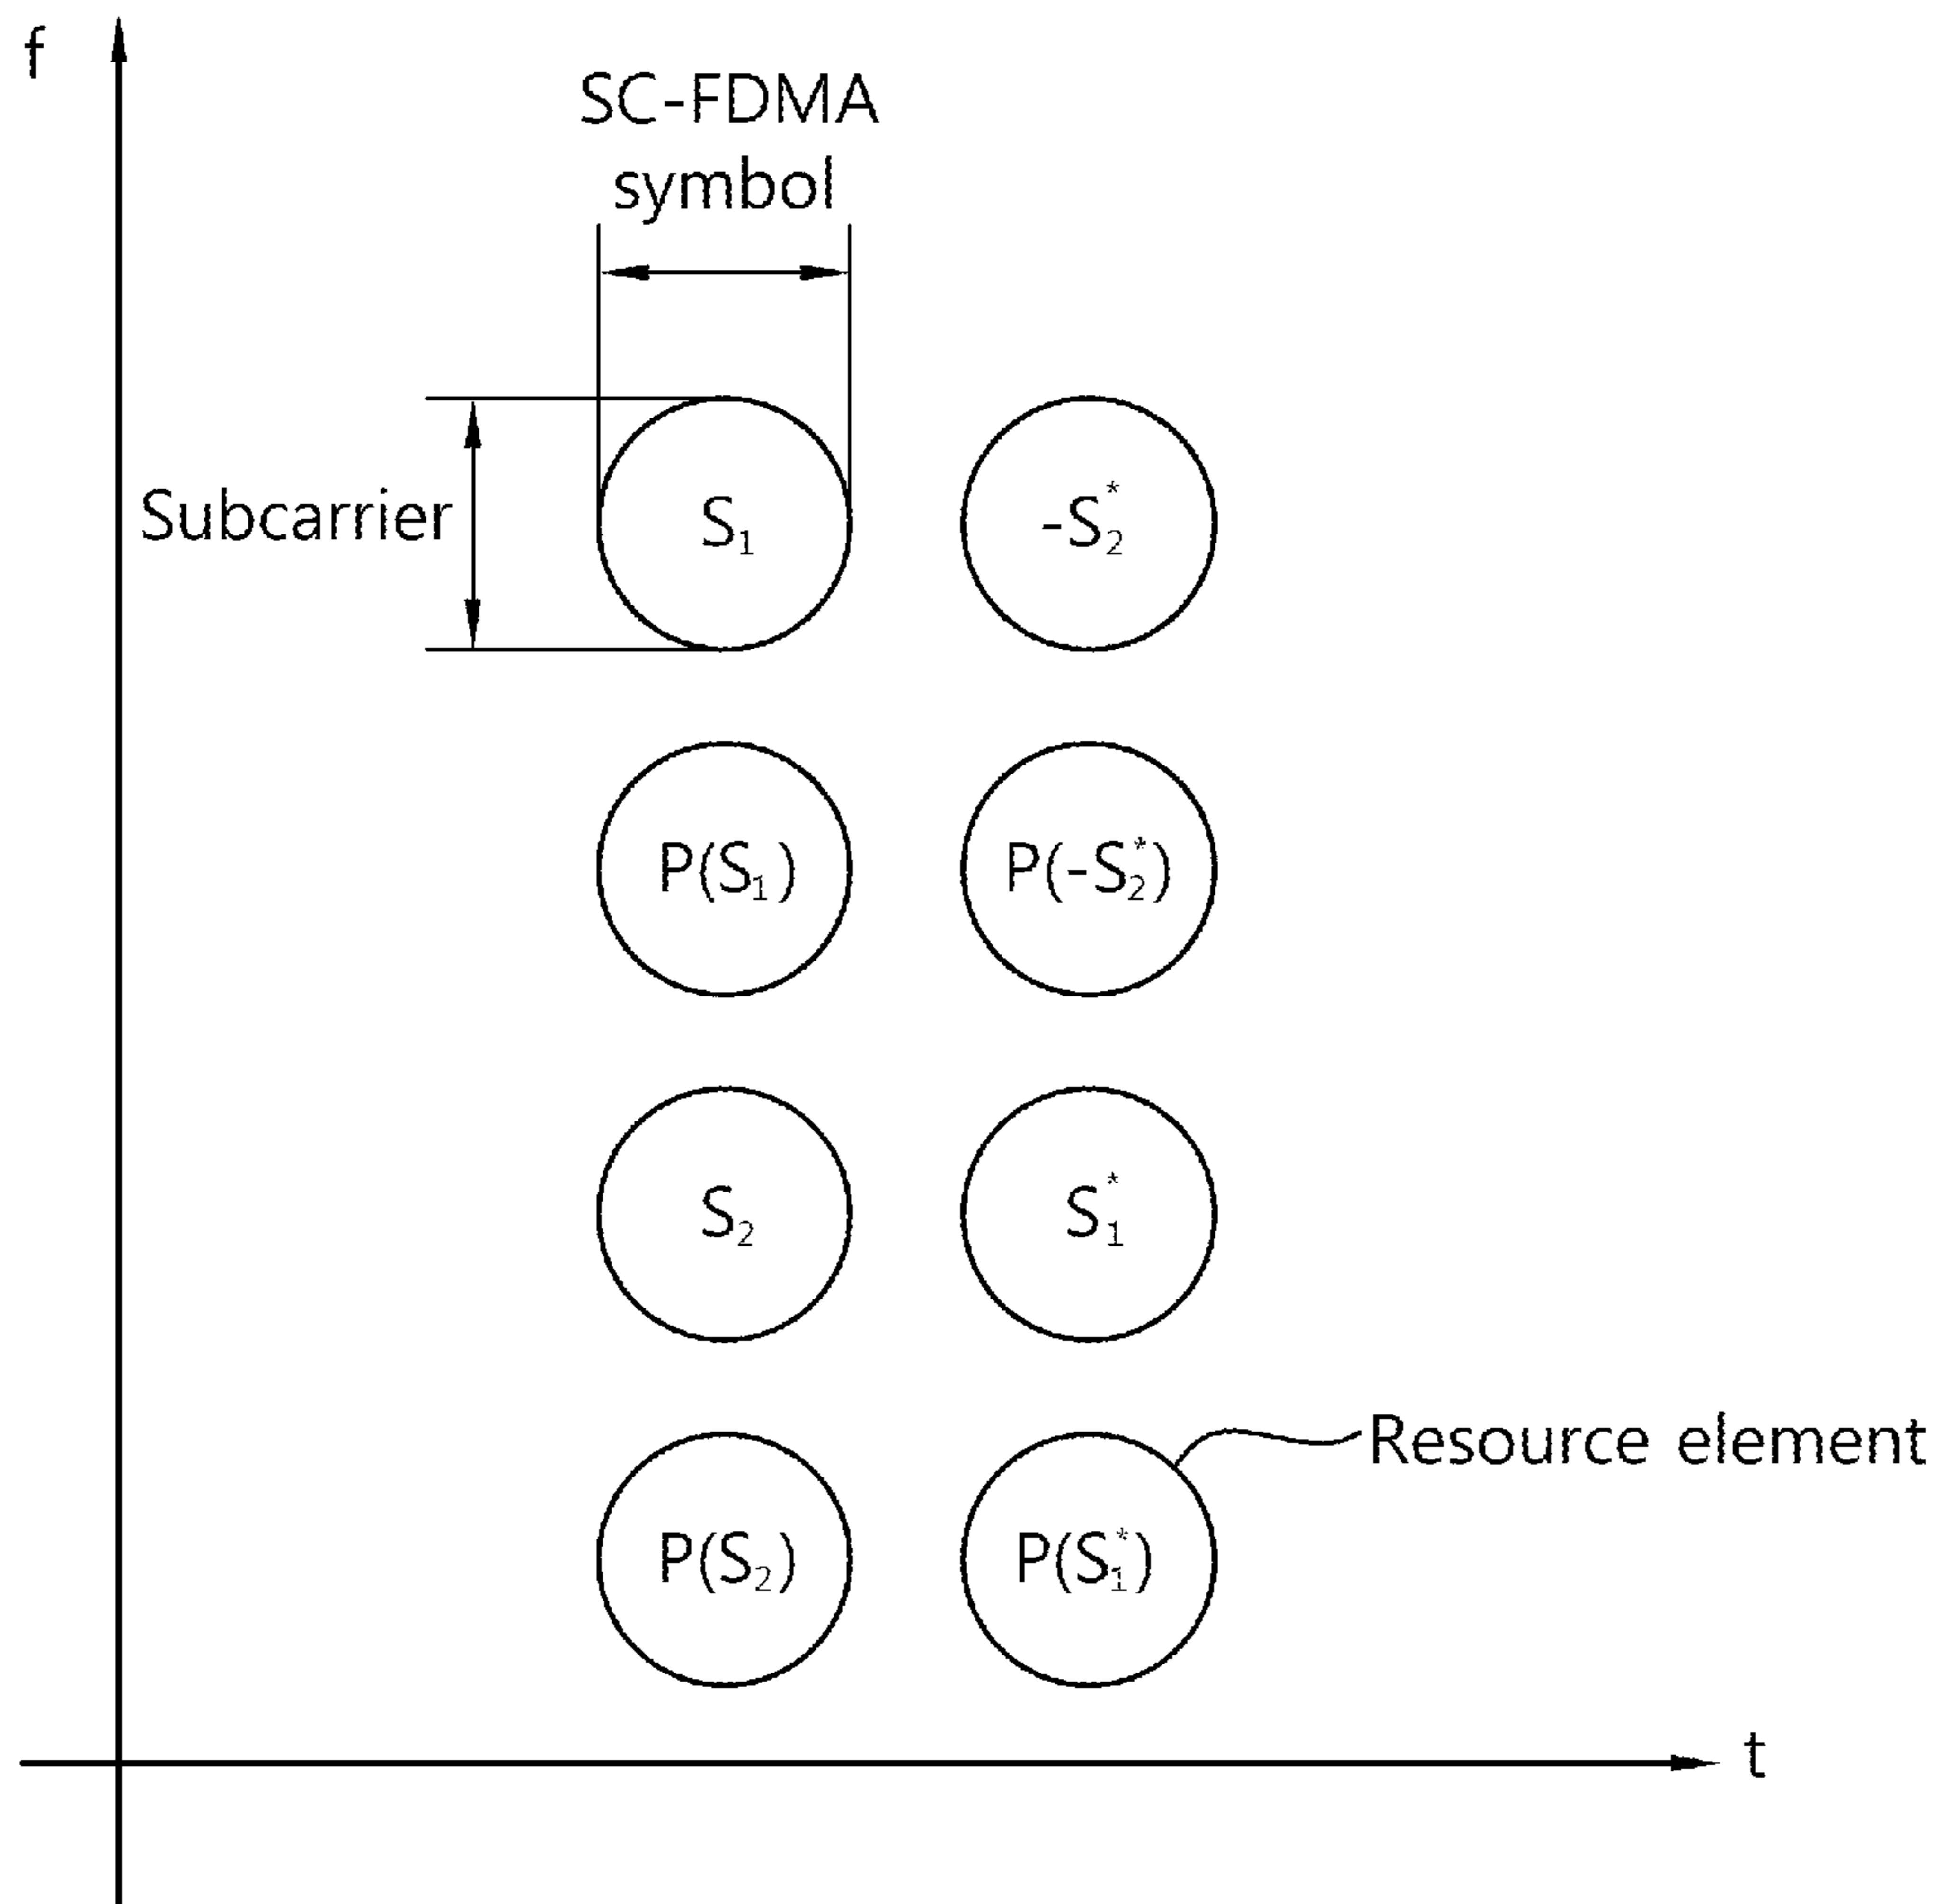 f
SC-FDMA
symbol
Subcarrier
S₁
-S₂*
P(S₁)
P(-S₂*)
S₂
S₁*
Resource element
P(S₂)
P(S₁*)
t